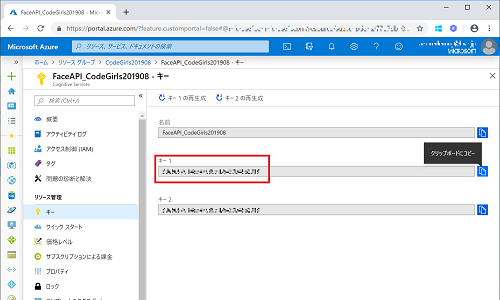 FaceAPI_CodeGirls201908 - キー
https://portal.azure.com/?feature.customportal=false#@
Microsoft Azure
リソース、サービス、ドキュメントの検索
Microsoft
ホーム > リソース グループ > CodeGirls201908 > FaceAPI_CodeGirls201908 - キー
FaceAPI_CodeGirls201908 - キー
Cognitive Services
検索 (Ctrl+/)
キー 1 の再生成
キー 2 の再生成
概要
アクティビティ ログ
アクセス制御 (IAM)
タグ
問題の診断と解決
リソース管理
キー
クイック スタート
価格レベル
サブスクリプションによる課金
プロパティ
ロック
名前
FaceAPI_CodeGirls201908
クリップボードにコピー
キー 1
キー 2